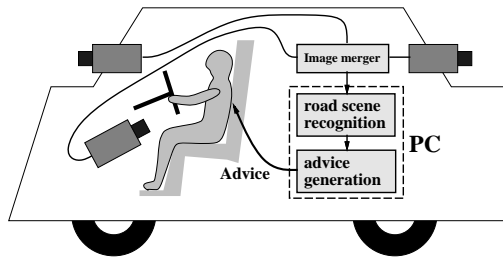 Image merger
road scene
recognition
PC
advice
generation
Advice